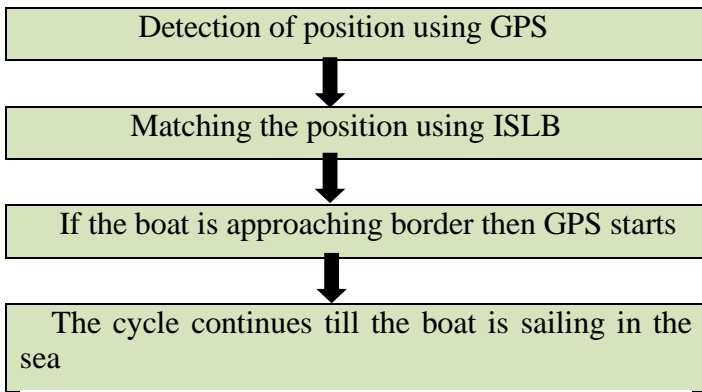 Detection of position using GPS
Matching the position using ISLB
If the boat is approaching border then GPS starts
The cycle continues till the boat is sailing in the
sea